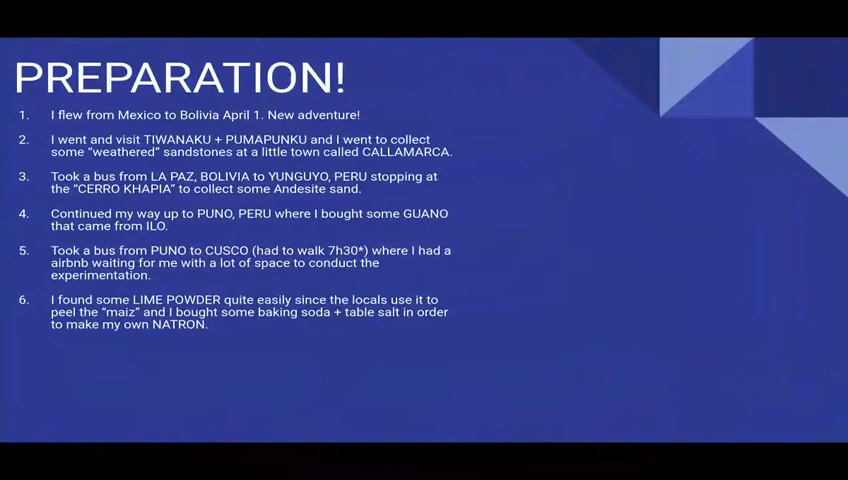 PREPARATION!
1. I flew from Mexico to Bolivia April 1. New adventure!
2. I went and visit TIWANAKU + PUMAPUNKU and I went to collect
some “weathered” sandstones at a little town called CALLAMARCA.
3. Took a bus from LA PAZ, BOLIVIA to YUNGUYO, PERU stopping at
the “CERRO KHAPIA” to collect some Andesite sand.
4. Continued my way up to PUNO, PERU where I bought some GUANO
that came from ILO.
5. Took a bus from PUNO to CUSCO (had to walk 7h30*) where I had a
airbnb waiting for me with a lot of space to conduct the
experimentation.
6. I found some LIME POWDER quite easily since the locals use it to
peel the “maiz” and I bought some baking soda + table salt in order
to make my own NATRON.